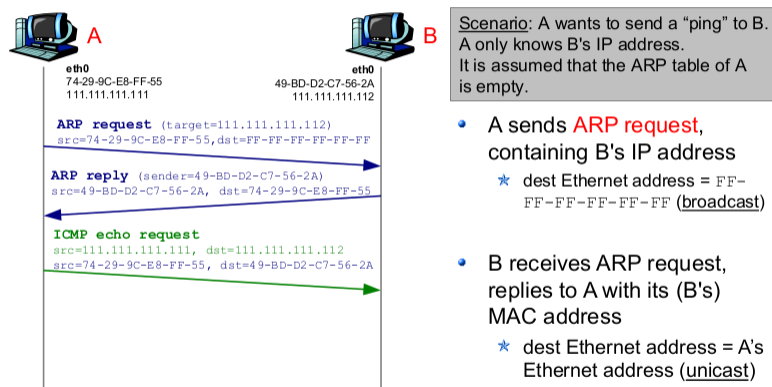 A
B
eth0
74-29-9C-E8-FF-55
111.111.111.111
eth0
49-BD-D2-C7-56-2A
111.111.111.112
ARP request (target=111.111.111.112)
src=74-29-9C-E8-FF-55,dst=FF-FF-FF-FF-FF-FF
ARP reply (sender=49-BD-D2-C7-56-2A)
src=49-BD-D2-C7-56-2A, dst=74-29-9C-E8-FF-55
ICMP echo request
src=111.111.111.111, dst=111.111.111.112
src=74-29-9C-E8-FF-55, dst=49-BD-D2-C7-56-2A
Scenario: A wants to send a “ping” to B.
A only knows B's IP address.
It is assumed that the ARP table of A
is empty.
• A sends ARP request,
containing B's IP address
✯ dest Ethernet address = FF-
FF-FF-FF-FF-FF (broadcast)
• B receives ARP request,
replies to A with its (B's)
MAC address
✯ dest Ethernet address = A’s
Ethernet address (unicast)